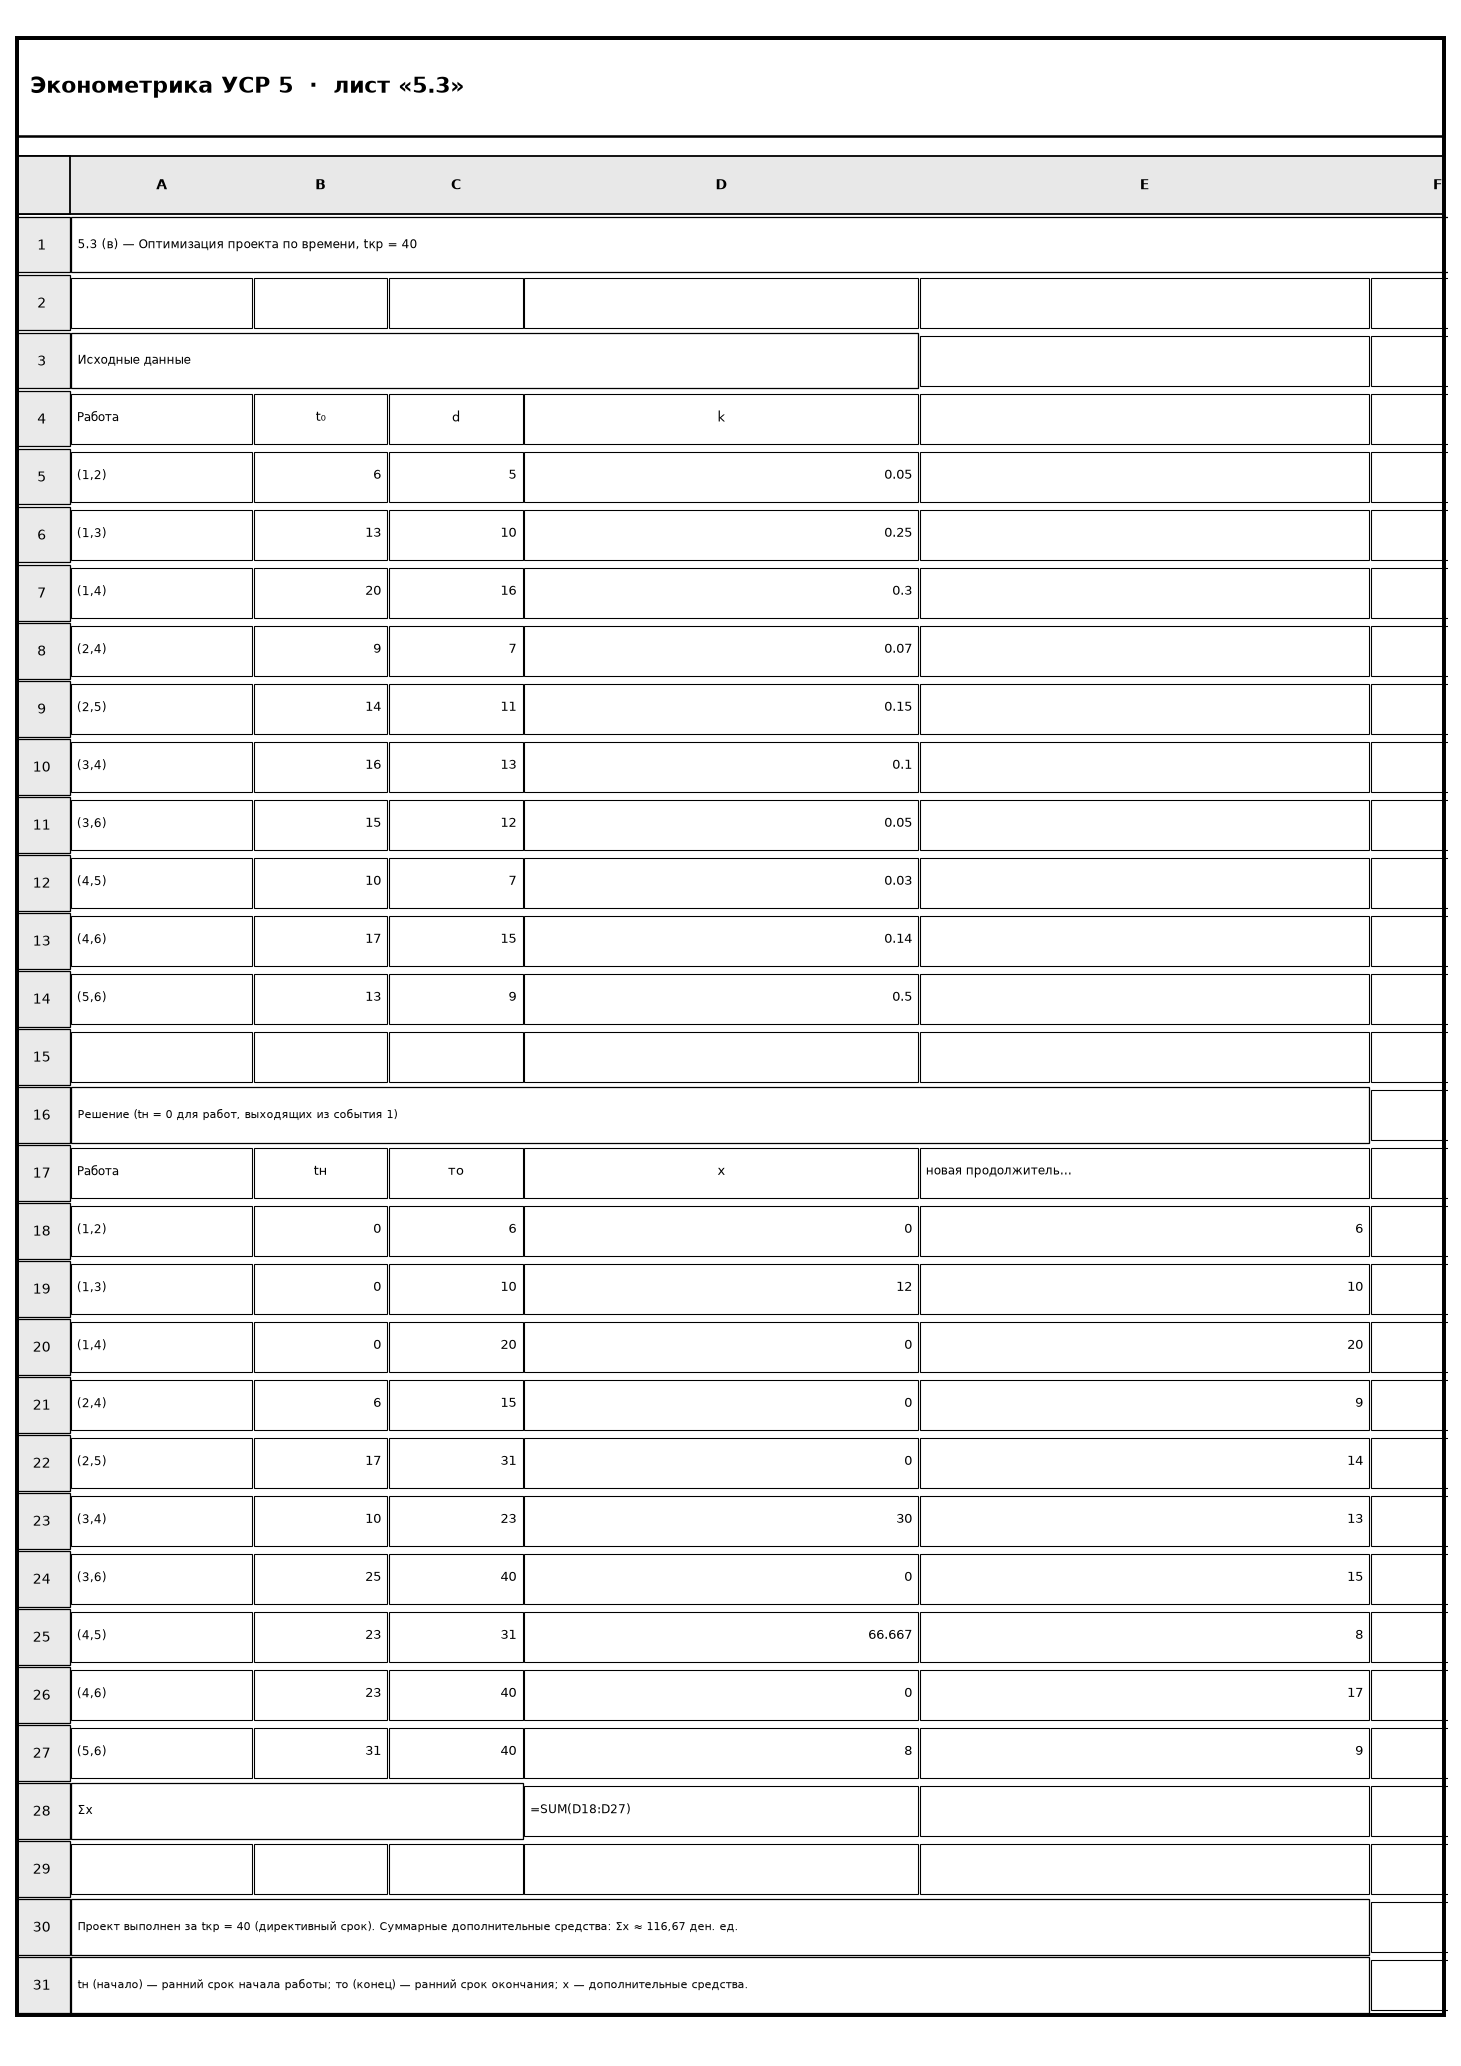 Эконометрика УСР 5 · лист «5.3»
A B C D E F
1 5.3 (в) — Оптимизация проекта по времени, tкр = 40
2
3 Исходные данные
4 Работа t₀ d k
5 (1,2) 6 5 0.05
6 (1,3) 13 10 0.25
7 (1,4) 20 16 0.3
8 (2,4) 9 7 0.07
9 (2,5) 14 11 0.15
10 (3,4) 16 13 0.1
11 (3,6) 15 12 0.05
12 (4,5) 10 7 0.03
13 (4,6) 17 15 0.14
14 (5,6) 13 9 0.5
15
16 Решение (tн = 0 для работ, выходящих из события 1)
17 Работа tн то x новая продолжитель...
18 (1,2) 0 6 0 6
19 (1,3) 0 10 12 10
20 (1,4) 0 20 0 20
21 (2,4) 6 15 0 9
22 (2,5) 17 31 0 14
23 (3,4) 10 23 30 13
24 (3,6) 25 40 0 15
25 (4,5) 23 31 66.667 8
26 (4,6) 23 40 0 17
27 (5,6) 31 40 8 9
28 Σx =SUM(D18:D27)
29
30 Проект выполнен за tкр = 40 (директивный срок). Суммарные дополнительные средства: Σx ≈ 116,67 ден. ед.
31 tн (начало) — ранний срок начала работы; то (конец) — ранний срок окончания; x — дополнительные средства.